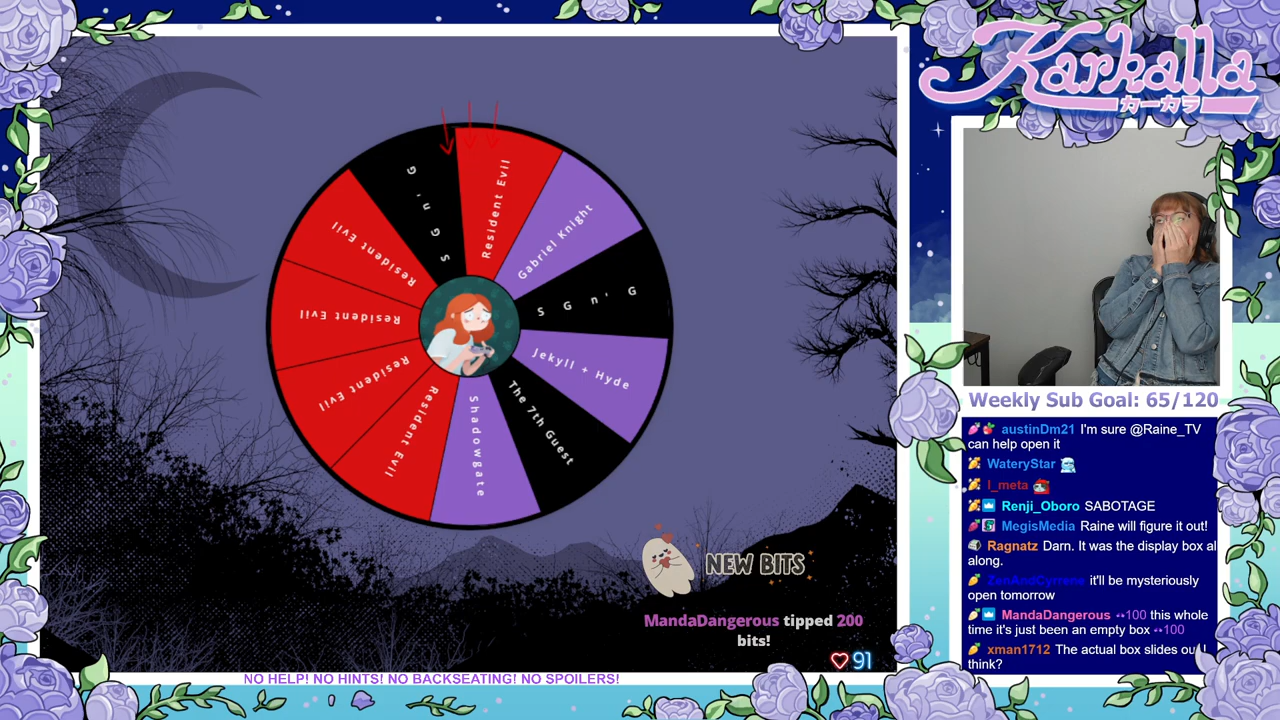 Karkalla
カーカラ
Resident Evil
Gabriel Knight
S G n' G
Jekyll + Hyde
The 7th Guest
Shadowgate
Resident Evil
Resident Evil
Resident Evil
Resident Evil
S G n' G
NEW BITS
MandaDangerous tipped 200
bits!
91
NO HELP! NO HINTS! NO BACKSEATING! NO SPOILERS!
Weekly Sub Goal: 65/120
austinDm21 I'm sure @Raine_TV
can help open it
WateryStar
I_meta
Renji_Oboro SABOTAGE
MegisMedia Raine will figure it out!
Ragnatz Darn. It was the display box al
along.
ZenAndCyrrene it'll be mysteriously
open tomorrow
MandaDangerous 100 this whole
time it's just been an empty box 100
xman1712 The actual box slides out I
think?